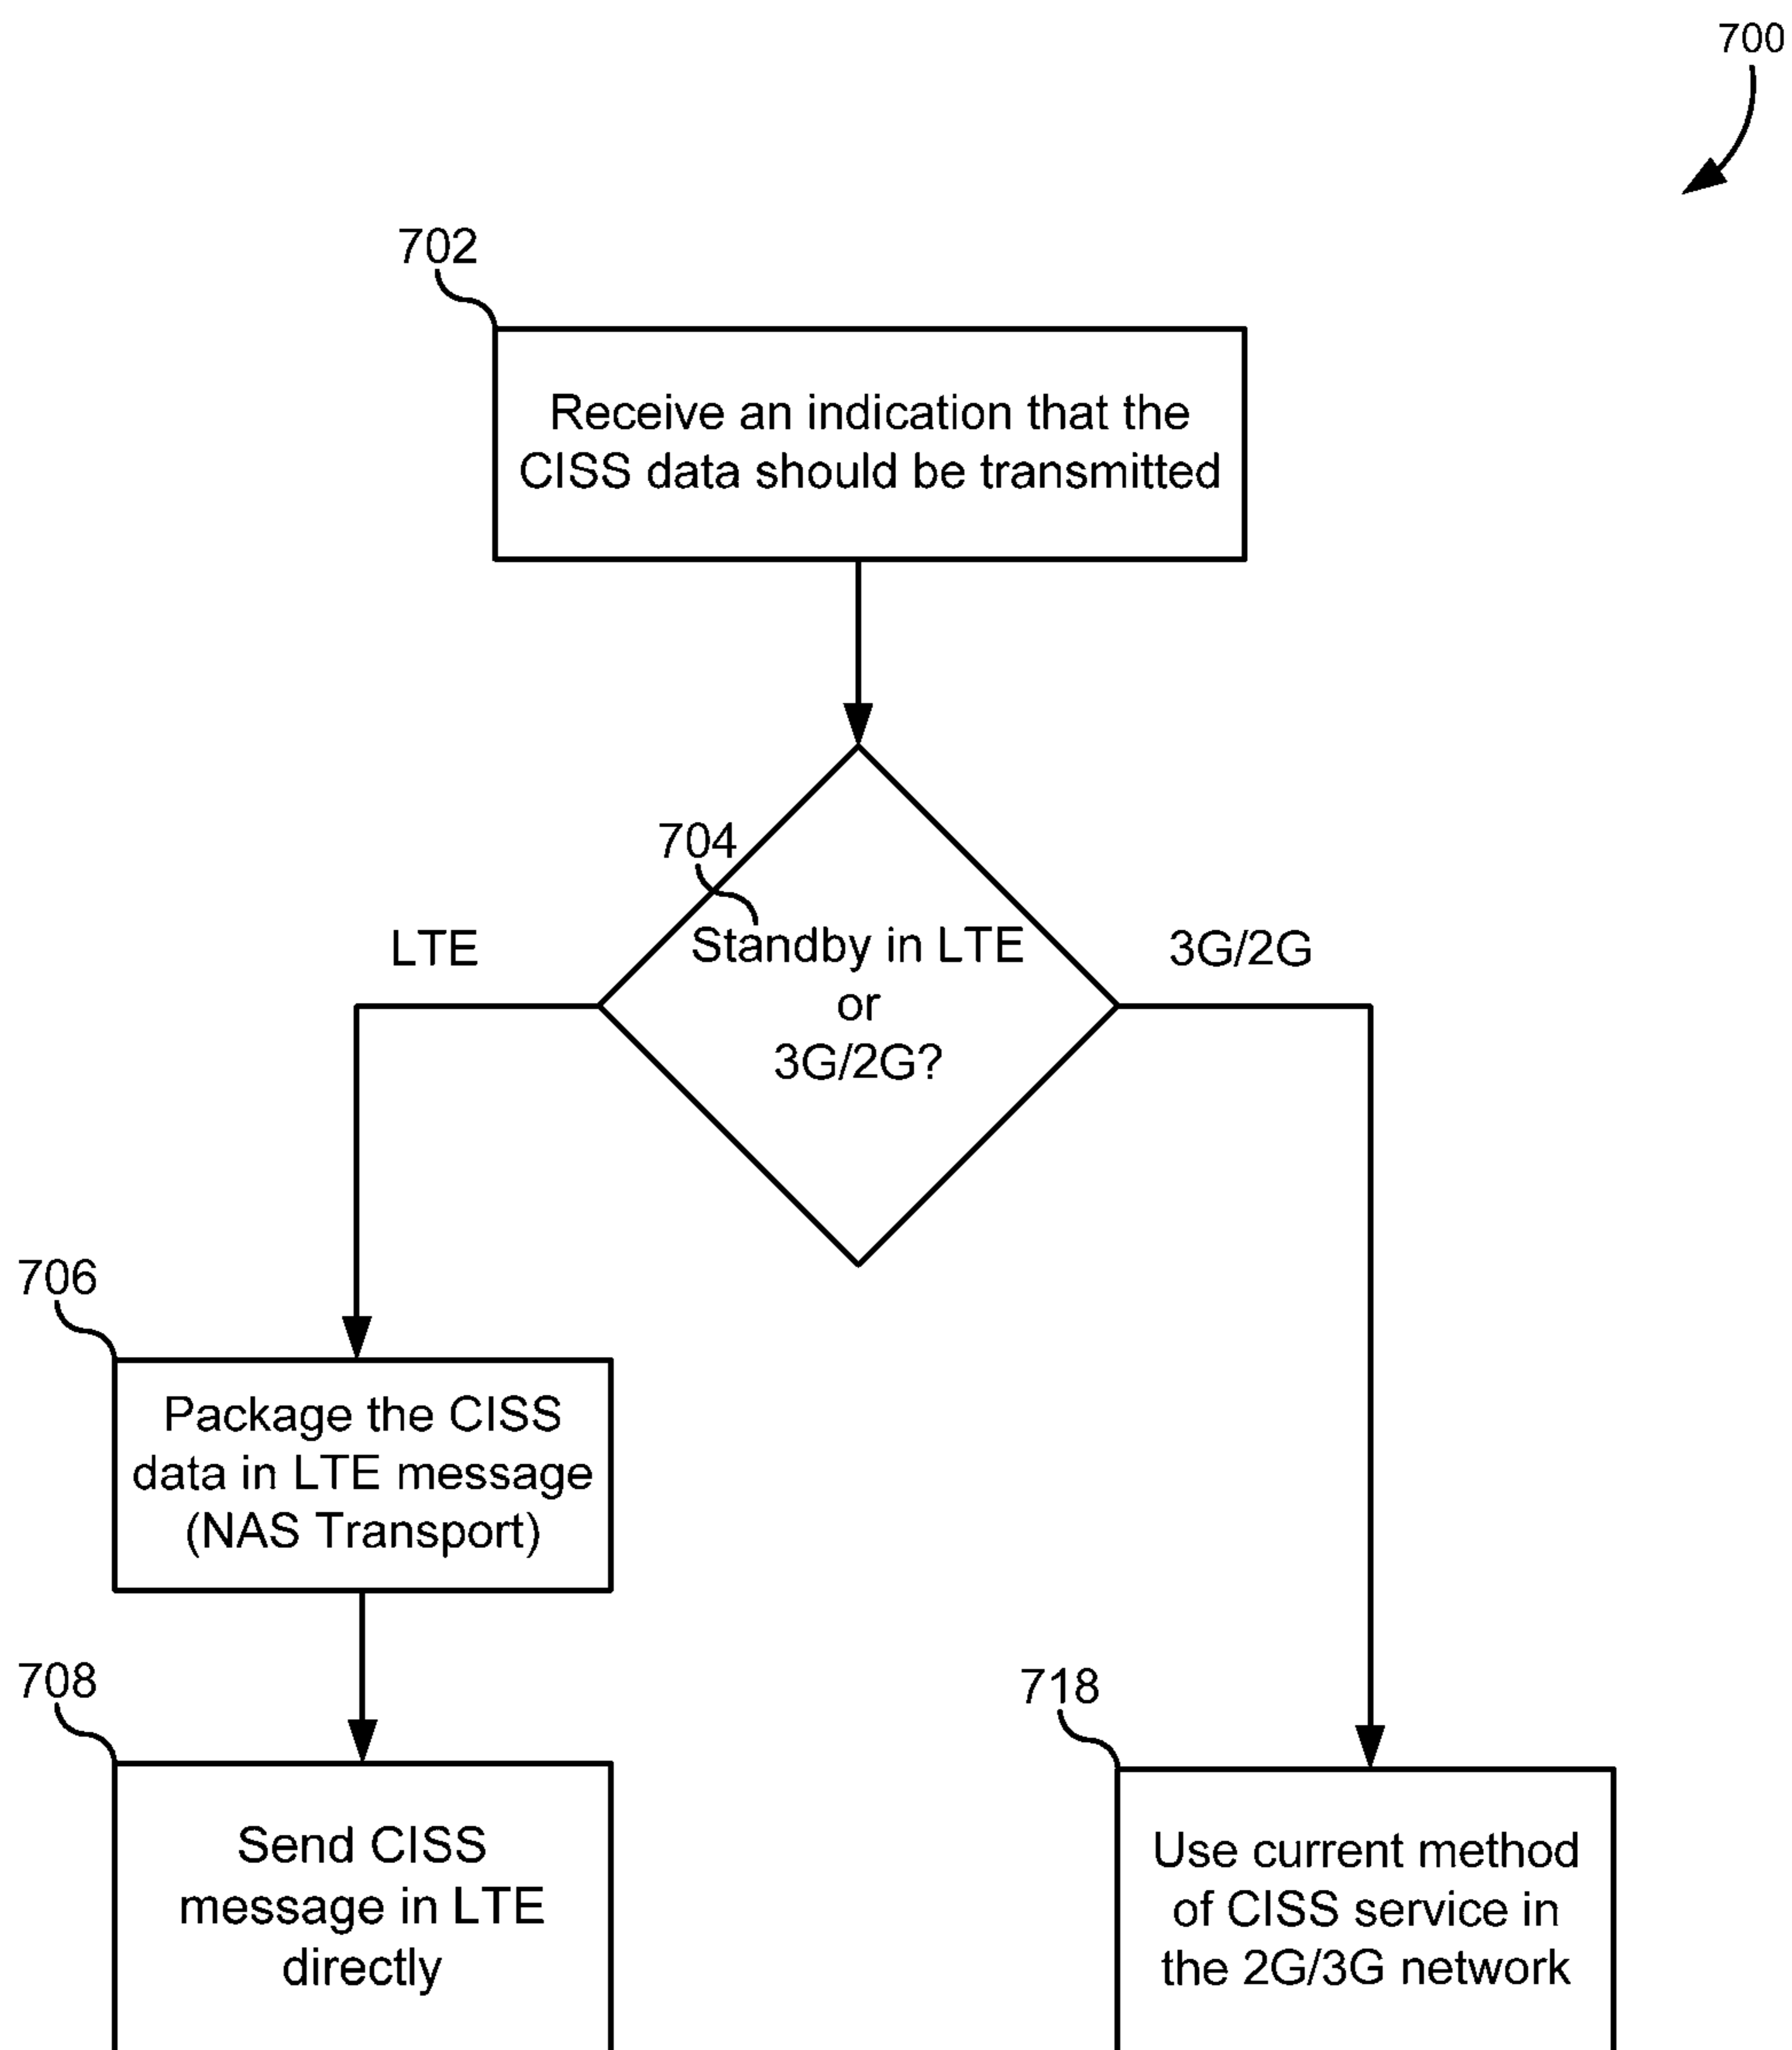 700
702
Receive an indication that the
CISS data should be transmitted
704
LTE
Standby in LTE
or
3G/2G?
3G/2G
706
Package the CISS
data in LTE message
(NAS Transport)
708
Send CISS
message in LTE
directly
718
Use current method
of CISS service in
the 2G/3G network